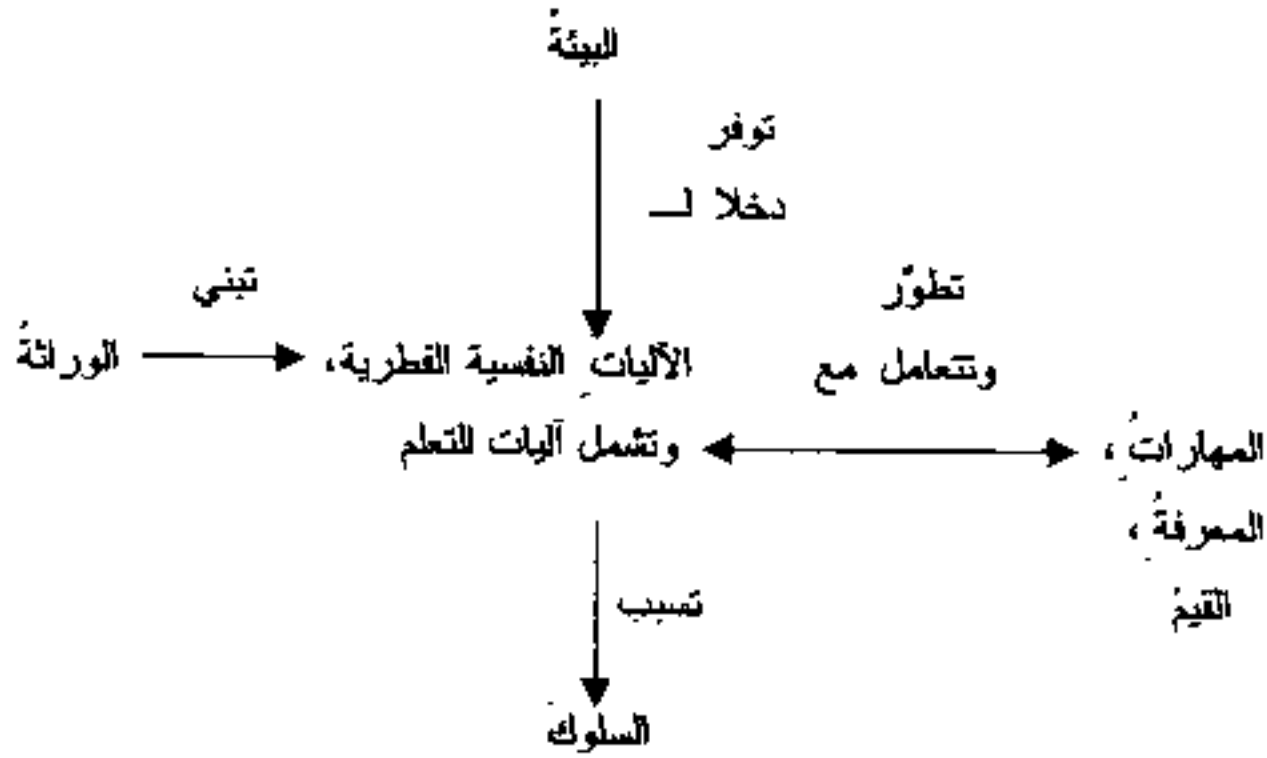 البيئةُ
توفر
دخلا لــ
تبني
تطوّر
الوراثةُ
الآلياتِ النفسية الفطرية،
وتتعامل مع
وتشمل آليات للتعلم
المهاراتُ،
المعرفةُ،
القيمُ
تسبب
السلوكَ